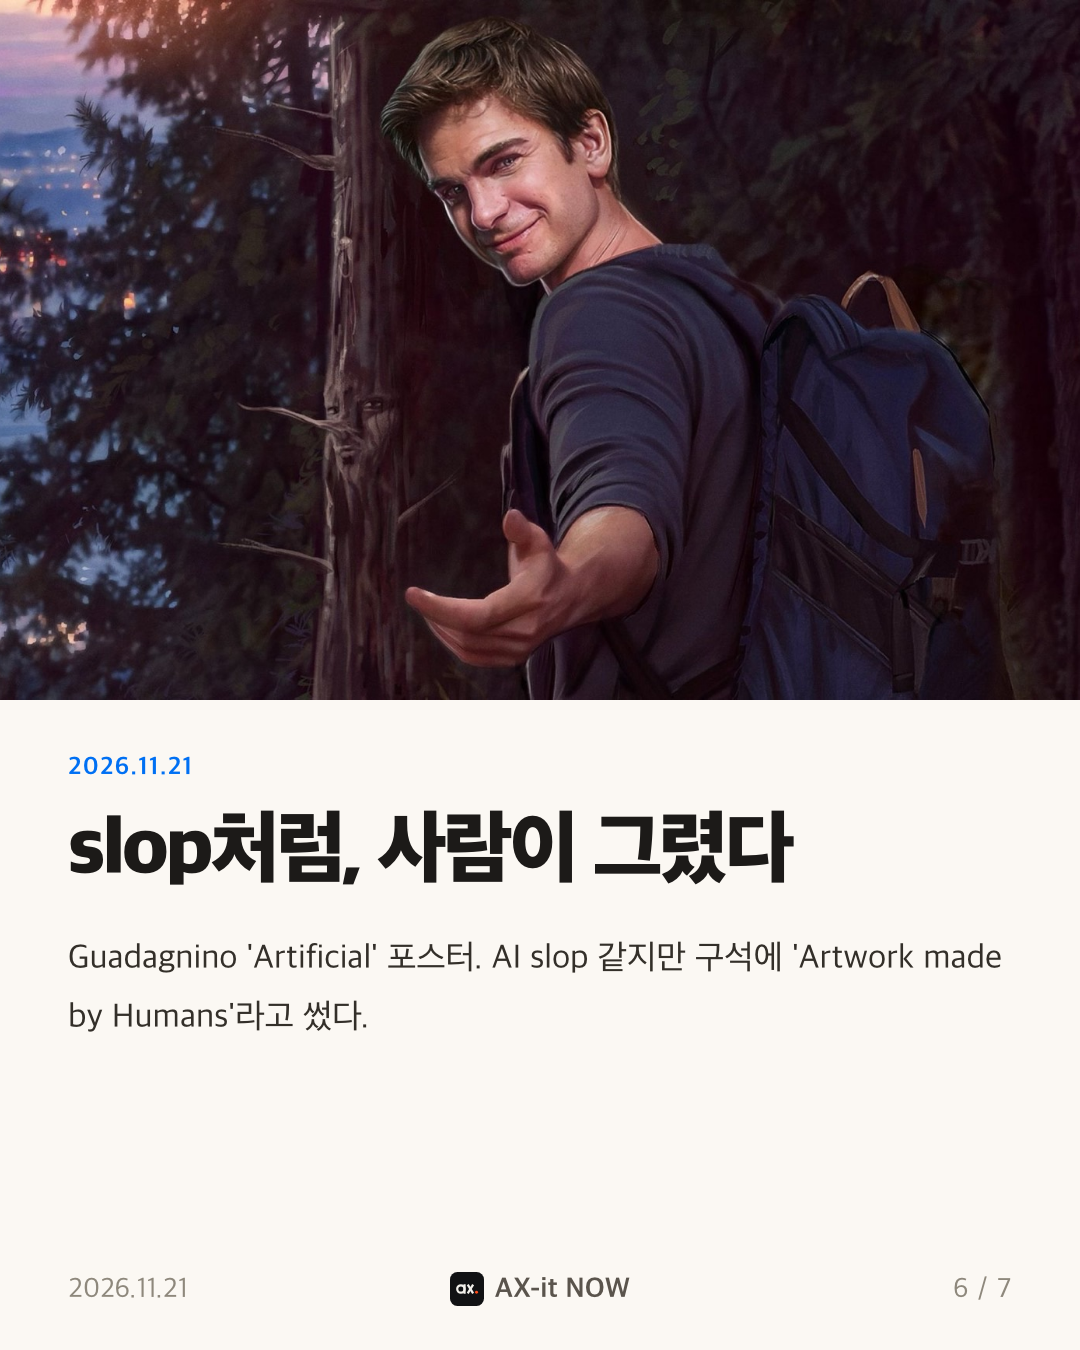 2026.11.21
slop처럼, 사람이 그렸다
Guadagnino 'Artificial' 포스터. AI slop 같지만 구석에 'Artwork made
by Humans'라고 썼다.
2026.11.21
ax.
AX-it NOW
6 / 7